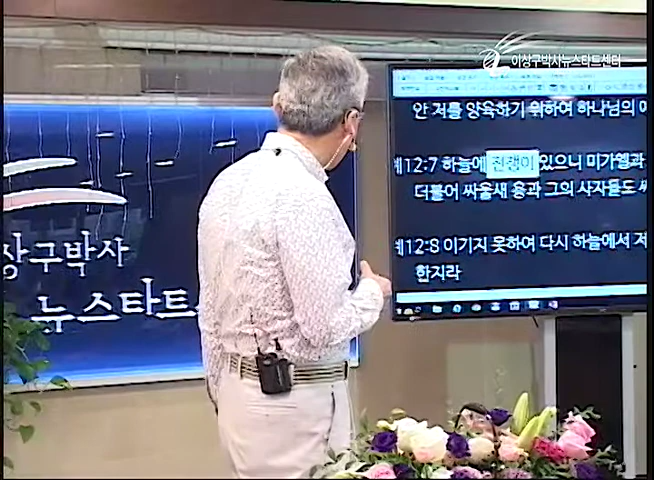 이상구박사뉴스타트센터
안 저를 양육하기 위하여 하나님의 예
계12:7 하늘에 전쟁이 있으니 미가엘과
더불어 싸울새 용과 그의 사자들도 싸
계12:8 이기지 못하여 다시 하늘에서 저
한지라
상구박사
뉴스타트